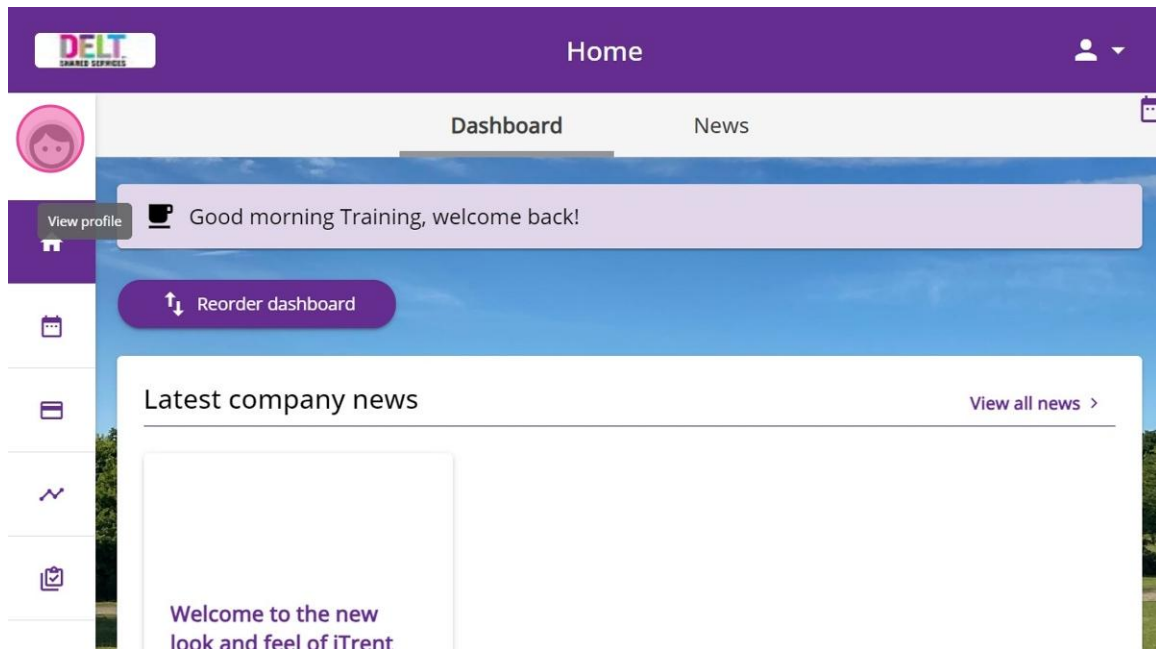 DELT
SHARED SERVICES
Home
Dashboard
News
View profile
Good morning Training, welcome back!
Reorder dashboard
Latest company news
View all news >
Welcome to the new
look and feel of iTrent